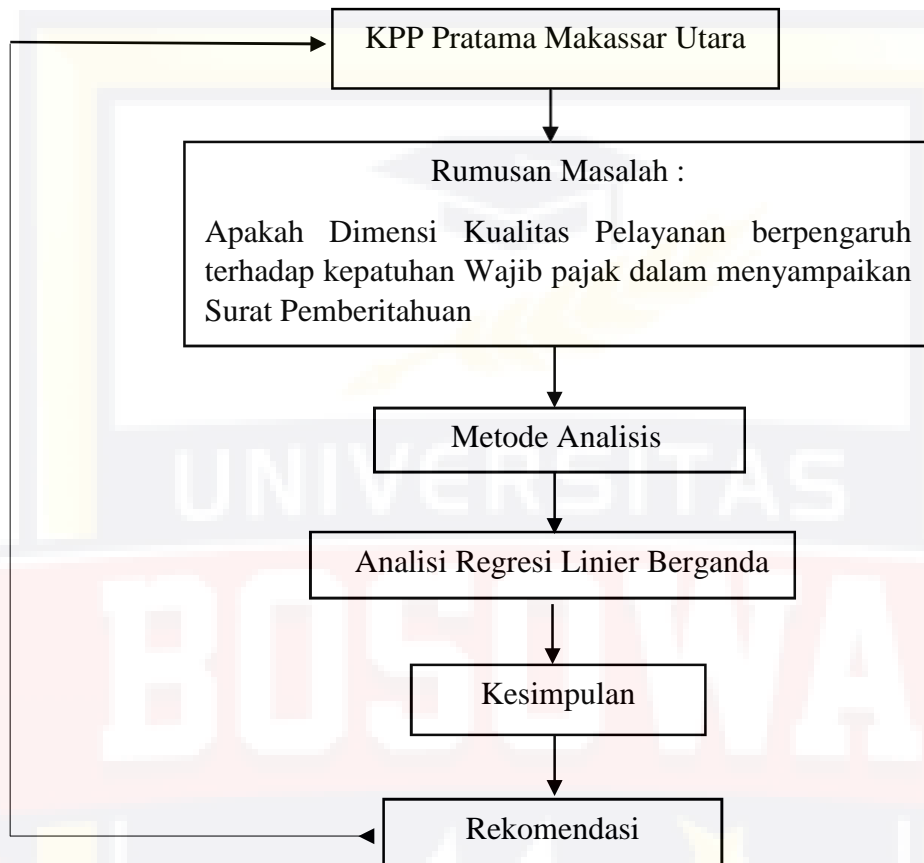 KPP Pratama Makassar Utara
Rumusan Masalah :
Apakah Dimensi Kualitas Pelayanan berpengaruh
terhadap kepatuhan Wajib pajak dalam menyampaikan
Surat Pemberitahuan
Metode Analisis
UNIVERSITAS
Analisi Regresi Linier Berganda
BOSOWA
Kesimpulan
Rekomendasi